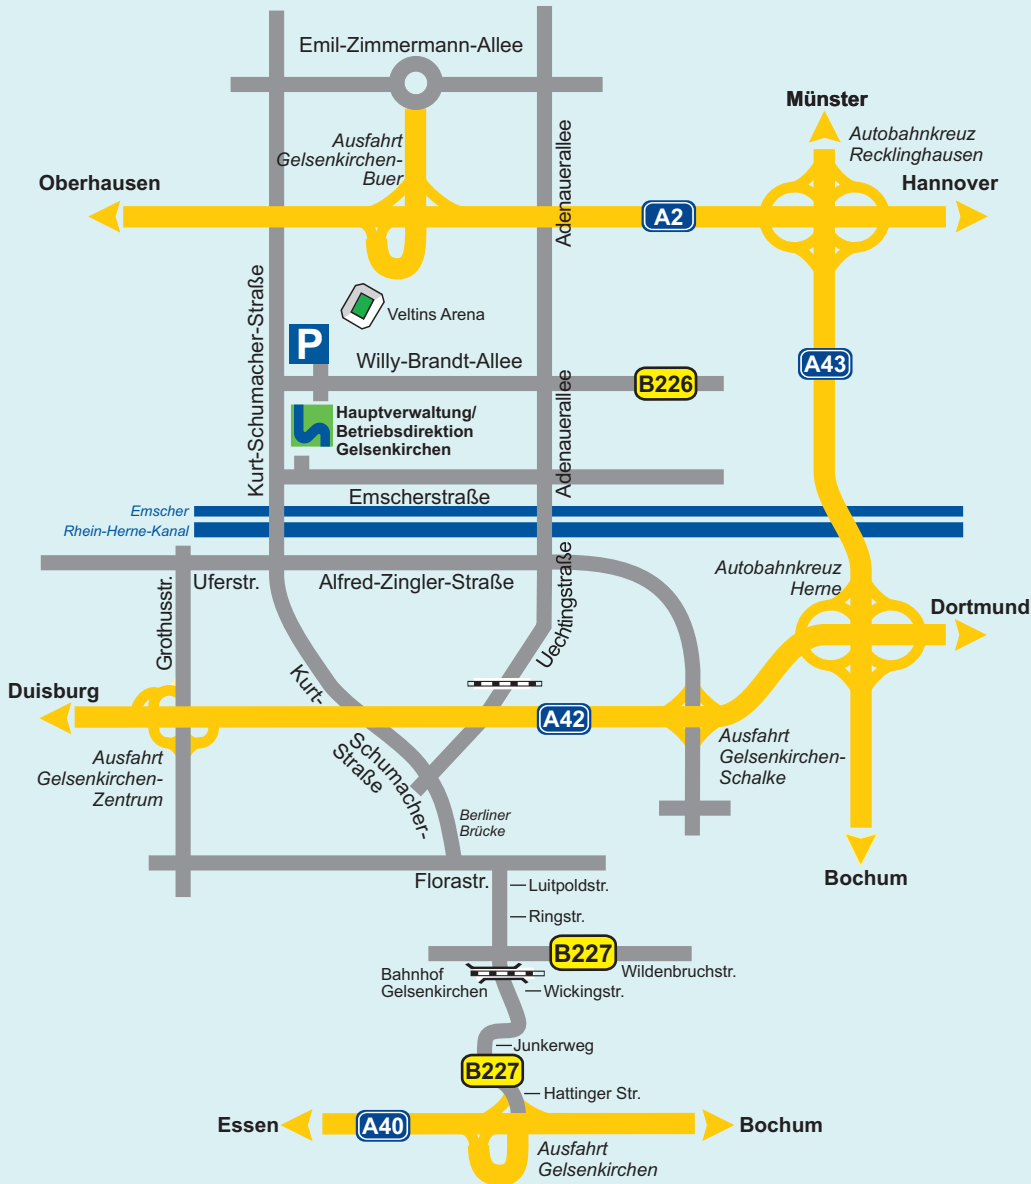 Emil-Zimmermann-Allee
Münster
Ausfahrt
Gelsenkirchen-
Buer
Adenauerallee
Autobahnkreuz
Recklinghausen
Oberhausen
Hannover
A2
Kurt-Schumacher-Straße
Veltins Arena
P
Willy-Brandt-Allee
B226
A43
Hauptverwaltung/
Betriebsdirektion
Gelsenkirchen
Adenauerallee
Emscherstraße
Emscher
Rhein-Herne-Kanal
Grothusstr.
Uferstr.
Alfred-Zingler-Straße
Uechtingstraße
Autobahnkreuz
Herne
Dortmund
Duisburg
Kurt-
Schumacher-
Straße
A42
Ausfahrt
Gelsenkirchen-
Zentrum
Ausfahrt
Gelsenkirchen-
Schalke
Berliner
Brücke
Bochum
Florastr.
Luitpoldstr.
Ringstr.
B227
Wildenbruchstr.
Bahnhof
Gelsenkirchen
Wickingstr.
Junkerweg
B227
Hattinger Str.
Essen
A40
Bochum
Ausfahrt
Gelsenkirchen